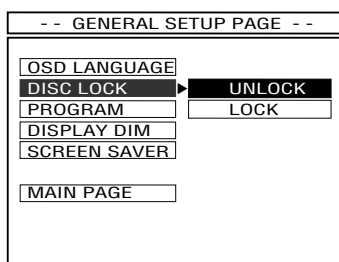 - - GENERAL SETUP PAGE - -
OSD LANGUAGE
DISC LOCK UNLOCK
PROGRAM LOCK
DISPLAY DIM
SCREEN SAVER
MAIN PAGE